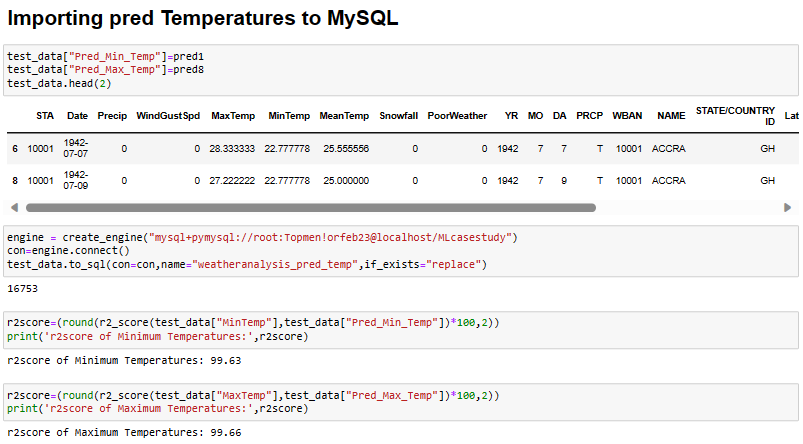 Importing pred Temperatures to MySQL
test_data["Pred_Min_Temp"]=pred1
test_data["Pred_Max_Temp"]=pred8
test_data.head(2)
STA Date Precip WindGustSpd MaxTemp MinTemp MeanTemp Snowfall PoorWeather YR MO DA PRCP WBAN NAME STATE/COUNTRY ID Lat
6 10001 1942-07-07 0 0 28.333333 22.777778 25.555556 0 0 1942 7 7 T 10001 ACCRA GH
8 10001 1942-07-09 0 0 27.222222 22.777778 25.000000 0 0 1942 7 9 T 10001 ACCRA GH
engine = create_engine("mysql+pymysql://root:Topmen!orfeb23@localhost/MLcasestudy")
con=engine.connect()
test_data.to_sql(con=con,name="weatheranalysis_pred_temp",if_exists="replace")
16753
r2score=(round(r2_score(test_data["MinTemp"],test_data["Pred_Min_Temp"])*100,2))
print('r2score of Minimum Temperatures:',r2score)
r2score of Minimum Temperatures: 99.63
r2score=(round(r2_score(test_data["MaxTemp"],test_data["Pred_Max_Temp"])*100,2))
print('r2score of Maximum Temperatures:',r2score)
r2score of Maximum Temperatures: 99.66